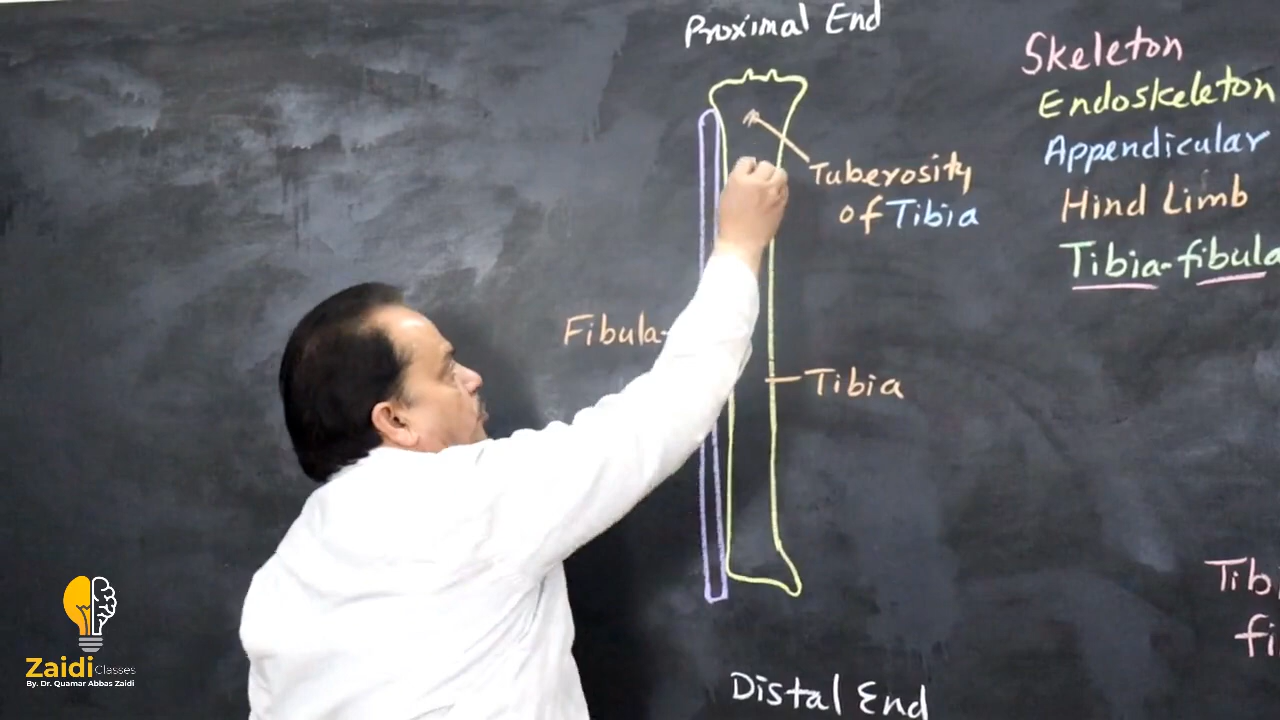 Proximal End
Skeleton
Endoskeleton
Appendicular
Hind Limb
Tibia-fibula
Tuberosity
of Tibia
Fibula
Tibia
Distal End
Zaidi Classes
By. Dr. Quamar Abbas Zaidi